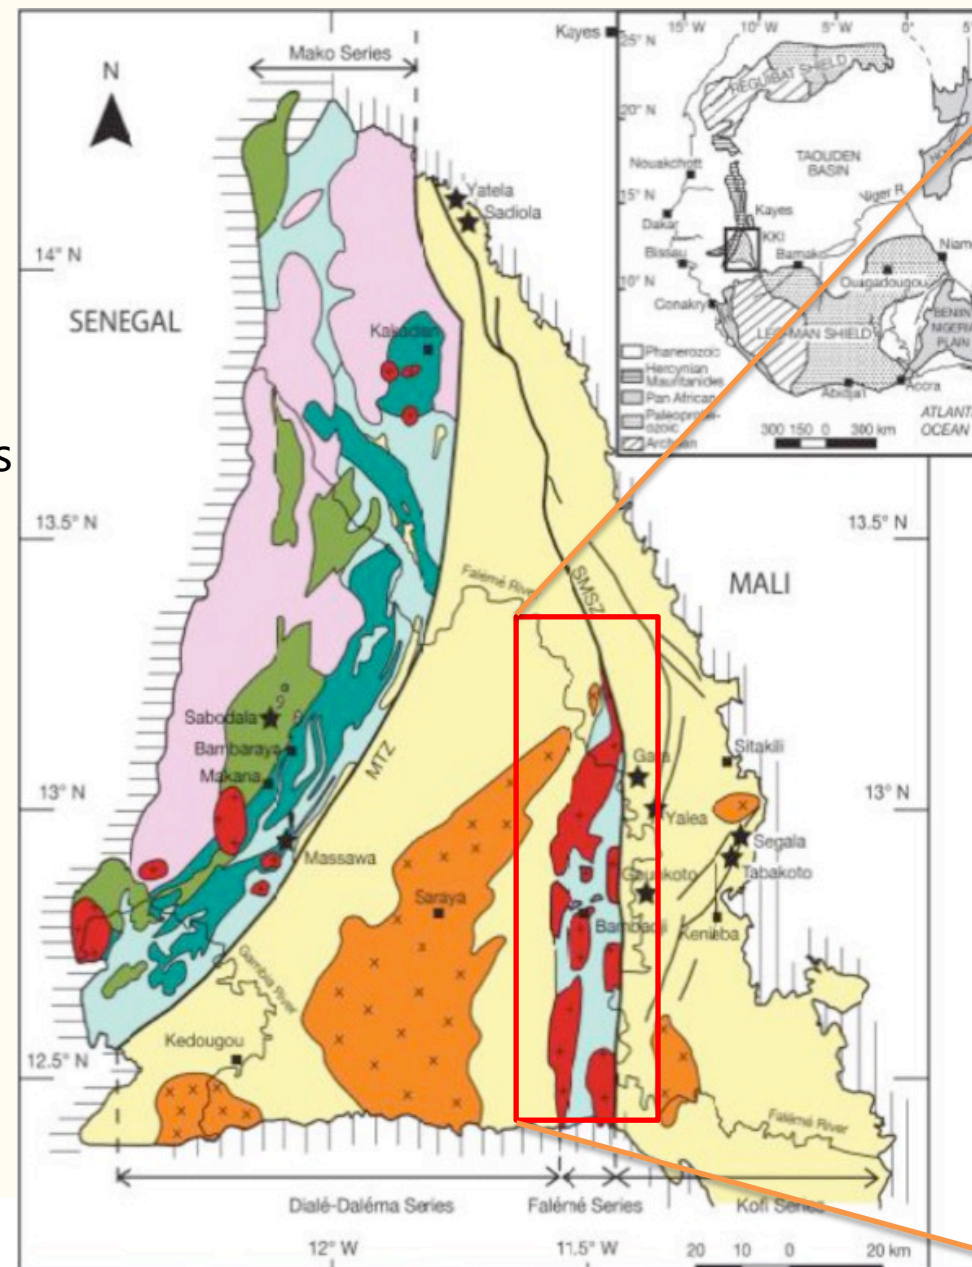 s
Mako Series
N
Kayes
Yatela
Sadiola
14° N
SENEGAL
Kakadian
13.5° N
13.5° N
Falémé River
SMSZ
MALI
Sabodala
Bambaraya
Makana
MTZ
Massawa
Gara
Sitakili
13° N
13° N
Yalea
Segala
Tabakoto
Gounkoto
Saraya
Bambadji
Kenieba
Gambia River
Kedougou
12.5° N
Falémé River
Dialé-Daléma Series
Falémé Series
Kofi Series
12° W
11.5° W
20 10 0 20 km
15° W
10° W
5° W
0°
25° N
20° N
15° N
10° N
REGUIBAT SHIELD
TAOUDEN
BASIN
Nouakchott
Niger R.
Kayes
Dakar
KKI
Bissau
Bamako
Niam
Ouagadougou
Conakry
LEO-MAN SHIELD
BENIN
NIGERIA
PLAIN
Accra
Abidjan
Phanerozoic
Hercynian
Mauritanides
Pan African
Paleoproter-
ozoic
Archean
300 150 0 300 km
ATLANT
OCEAN